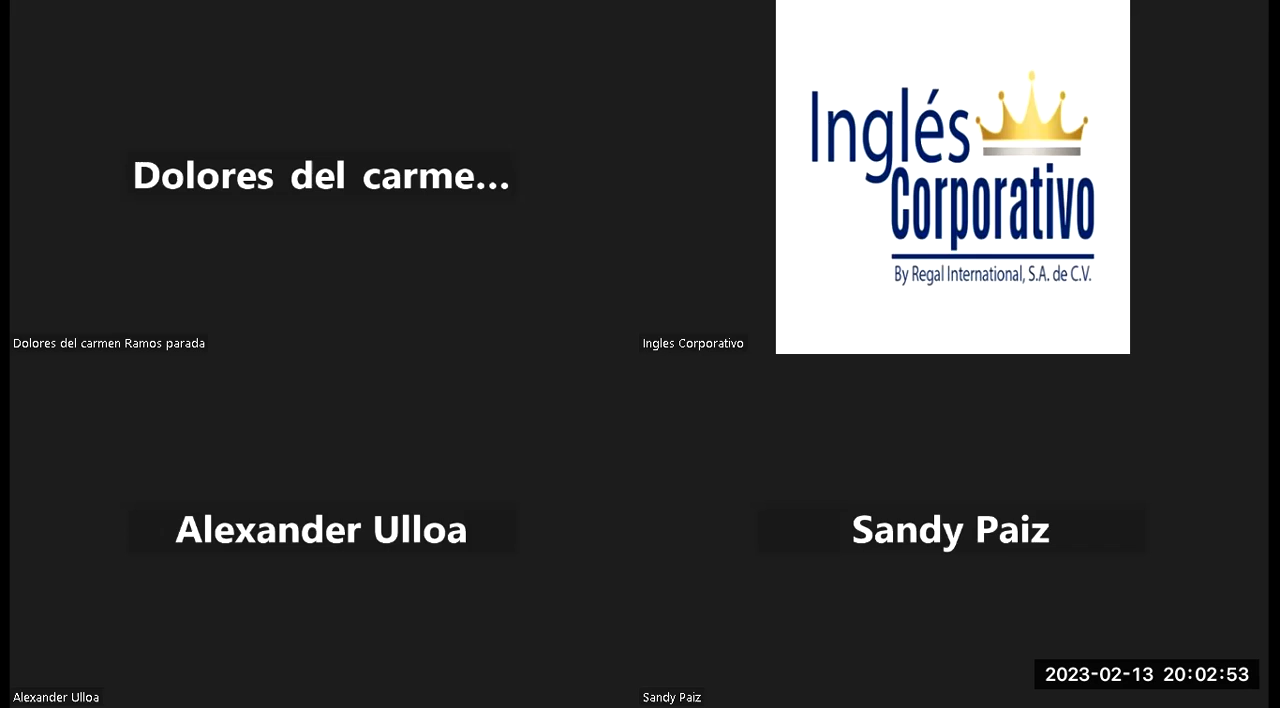 Dolores del carme...
Dolores del carmen Ramos parada
Inglés
Corporativo
By Regal International, S.A. de C.V.
Ingles Corporativo
Alexander Ulloa
Alexander Ulloa
Sandy Paiz
Sandy Paiz
2023-02-13 20:02:53